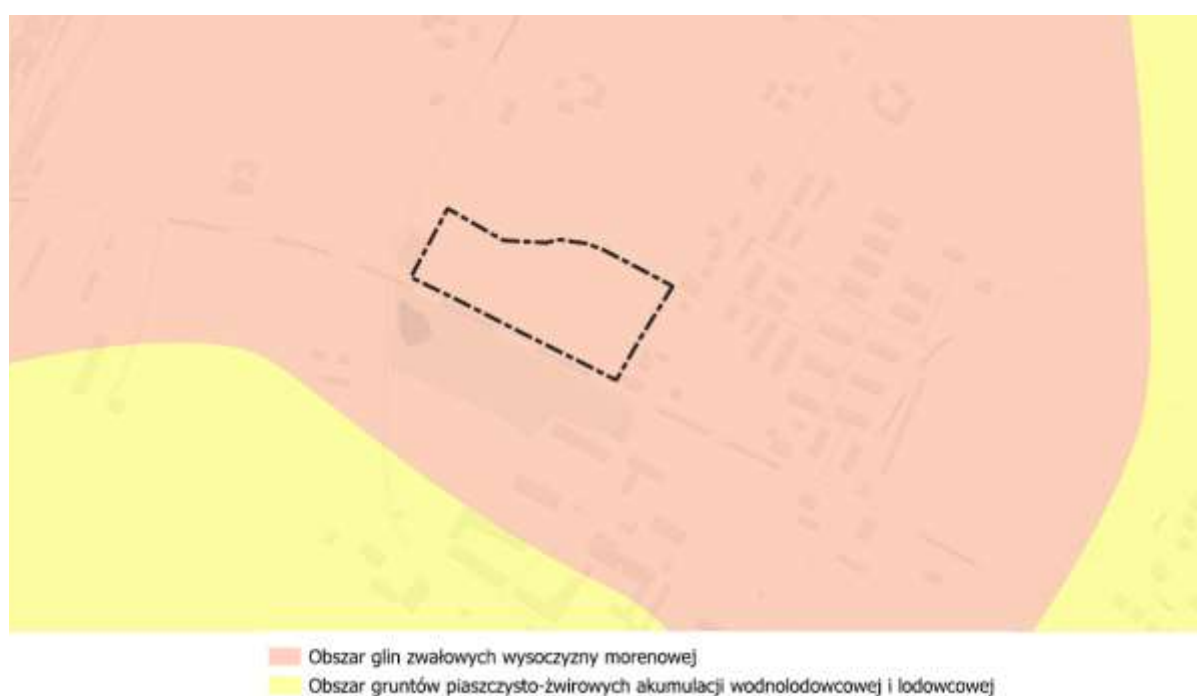 Obszar glin zwałowych wysoczyzny morenowej
Obszar gruntów piaszczysto-żwirowych akumulacji wodnolodowcowej i lodowcowej